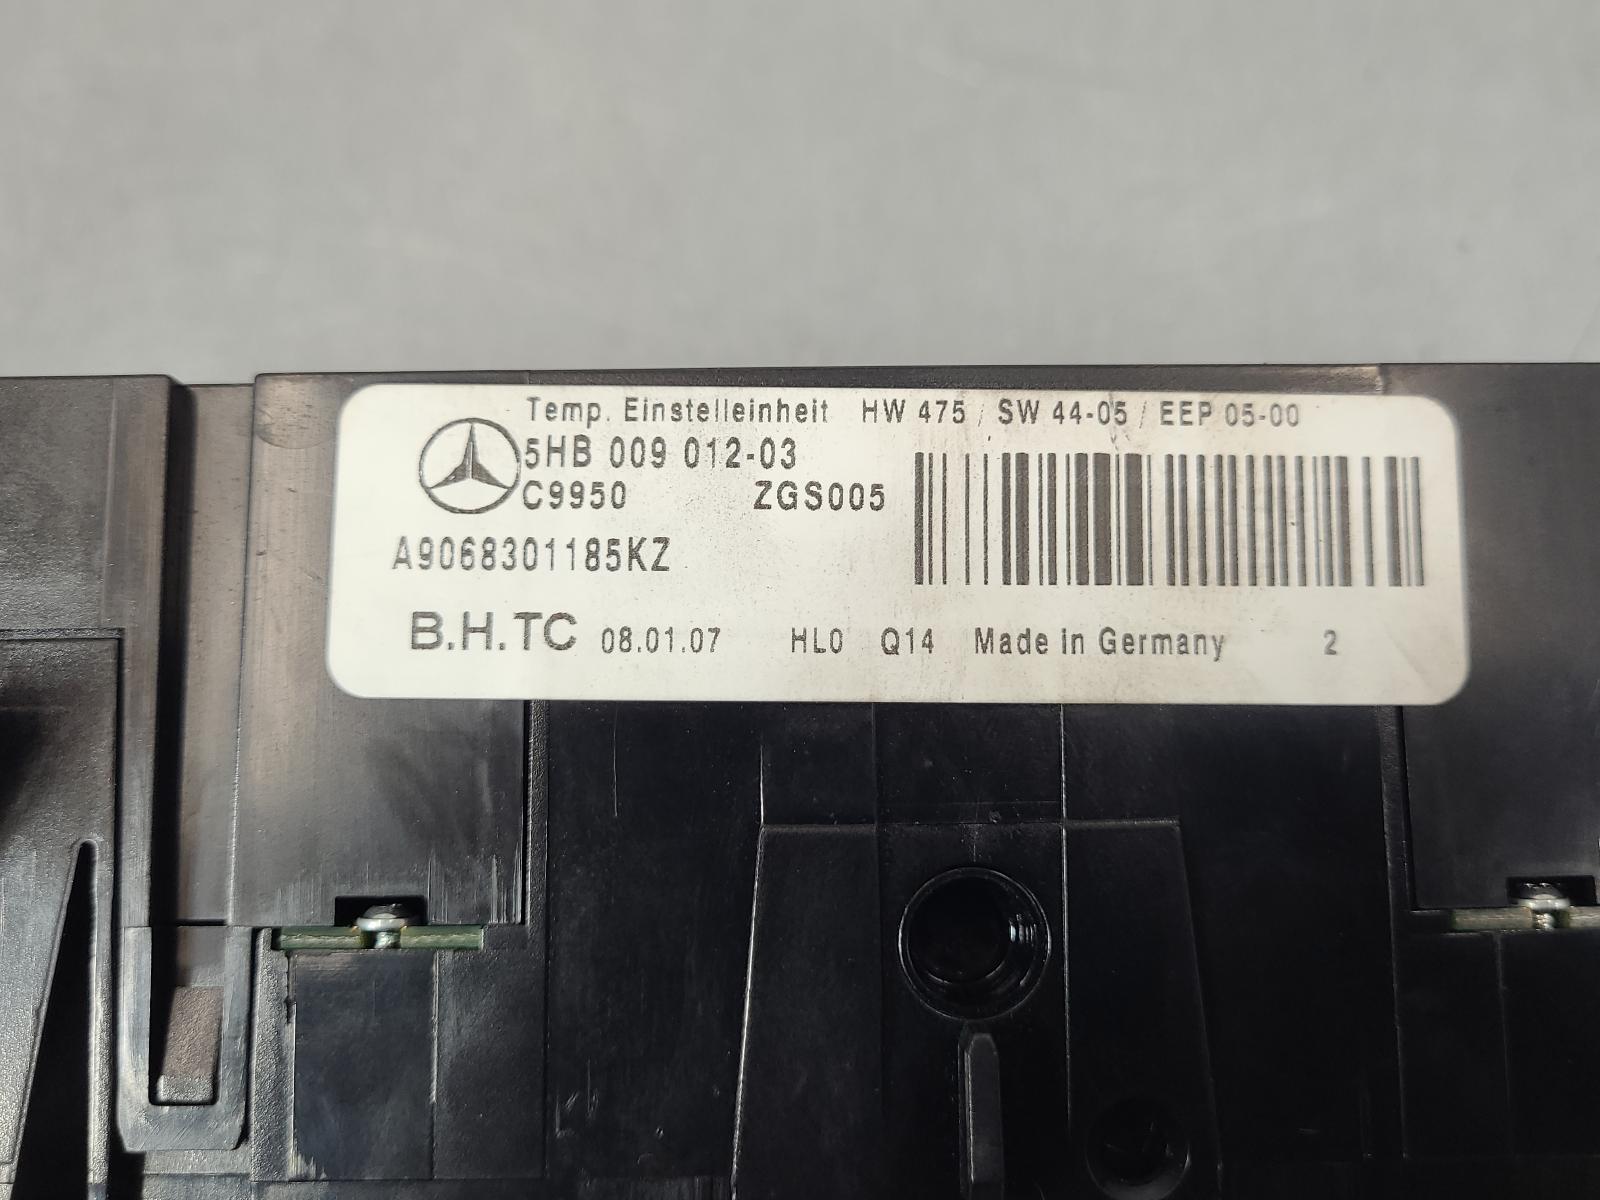 Temp. Einstelleinheit HW 475 / SW 44-05 / EEP 05-00
5HB 009 012-03
C9950 ZGS005
A9068301185KZ
B.H.TC 08.01.07 HL0 Q14 Made in Germany 2